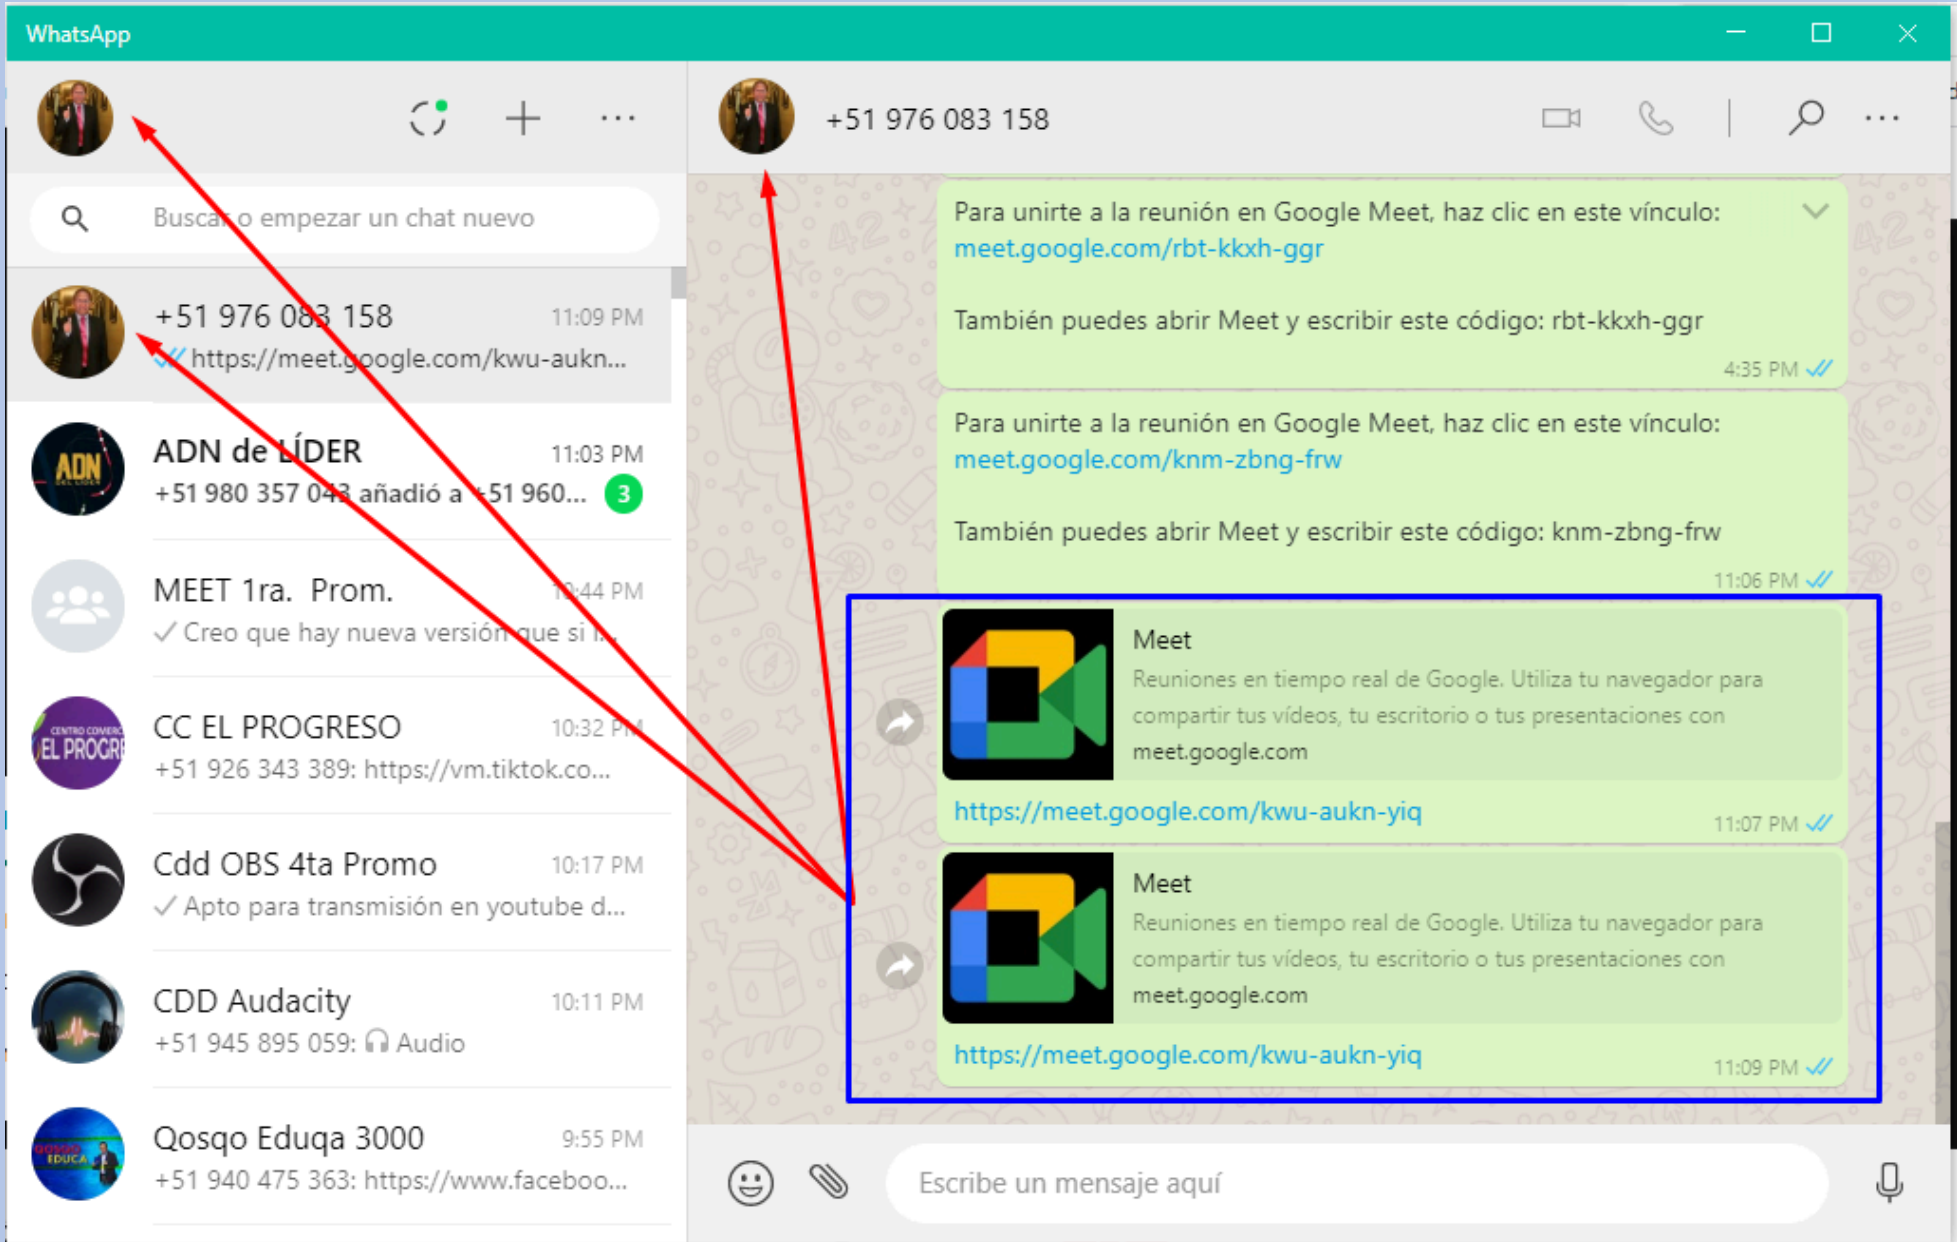 WhatsApp
Buscar o empezar un chat nuevo
+51 976 083 158
11:09 PM
https://meet.google.com/kwu-aukn...
ADN de LÍDER
11:03 PM
+51 980 357 043 añadió a +51 960...
3
ADN
DEL LÍDER
MEET 1ra. Prom.
10:44 PM
Creo que hay nueva versión que si
CC EL PROGRESO
10:32 PM
+51 926 343 389: https://vm.tiktok.co...
CENTRO COMERC
EL PROGRE
Cdd OBS 4ta Promo
10:17 PM
Apto para transmisión en youtube d...
CDD Audacity
10:11 PM
+51 945 895 059: Audio
Qosqo Eduqa 3000
9:55 PM
+51 940 475 363: https://www.faceboo...
QOSQO
EDUCA
+51 976 083 158
Para unirte a la reunión en Google Meet, haz clic en este vínculo:
meet.google.com/rbt-kkxh-ggr
También puedes abrir Meet y escribir este código: rbt-kkxh-ggr
4:35 PM
Para unirte a la reunión en Google Meet, haz clic en este vínculo:
meet.google.com/knm-zbng-frw
También puedes abrir Meet y escribir este código: knm-zbng-frw
11:06 PM
Meet
Reuniones en tiempo real de Google. Utiliza tu navegador para
compartir tus vídeos, tu escritorio o tus presentaciones con
meet.google.com
https://meet.google.com/kwu-aukn-yiq
11:07 PM
Meet
Reuniones en tiempo real de Google. Utiliza tu navegador para
compartir tus vídeos, tu escritorio o tus presentaciones con
meet.google.com
https://meet.google.com/kwu-aukn-yiq
11:09 PM
Escribe un mensaje aquí